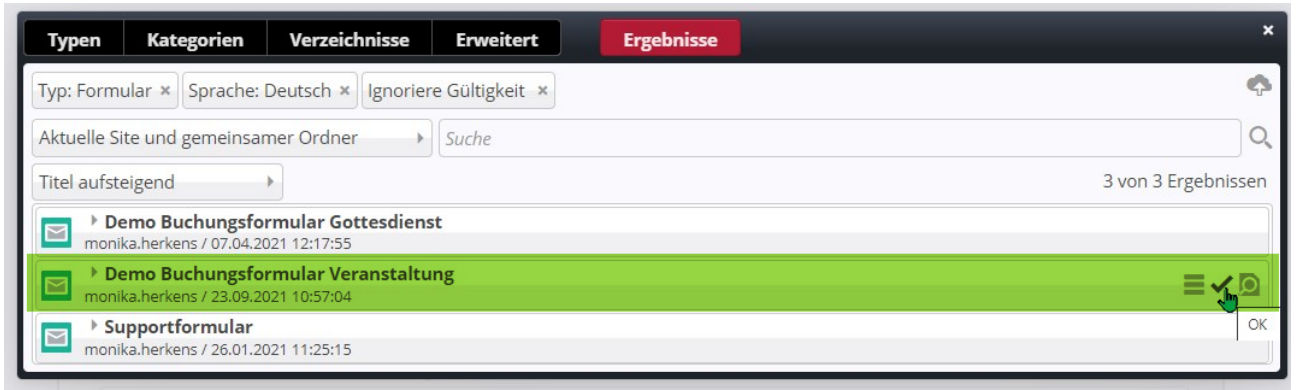 Typen Kategorien Verzeichnisse Erweitert Ergebnisse ×
Typ: Formular × Sprache: Deutsch × Ignoriere Gültigkeit ×
Aktuelle Site und gemeinsamer Ordner Suche
Titel aufsteigend 3 von 3 Ergebnissen
Demo Buchungsformular Gottesdienst
monika.herkens / 07.04.2021 12:17:55
Demo Buchungsformular Veranstaltung
monika.herkens / 23.09.2021 10:57:04
OK
Supportformular
monika.herkens / 26.01.2021 11:25:15